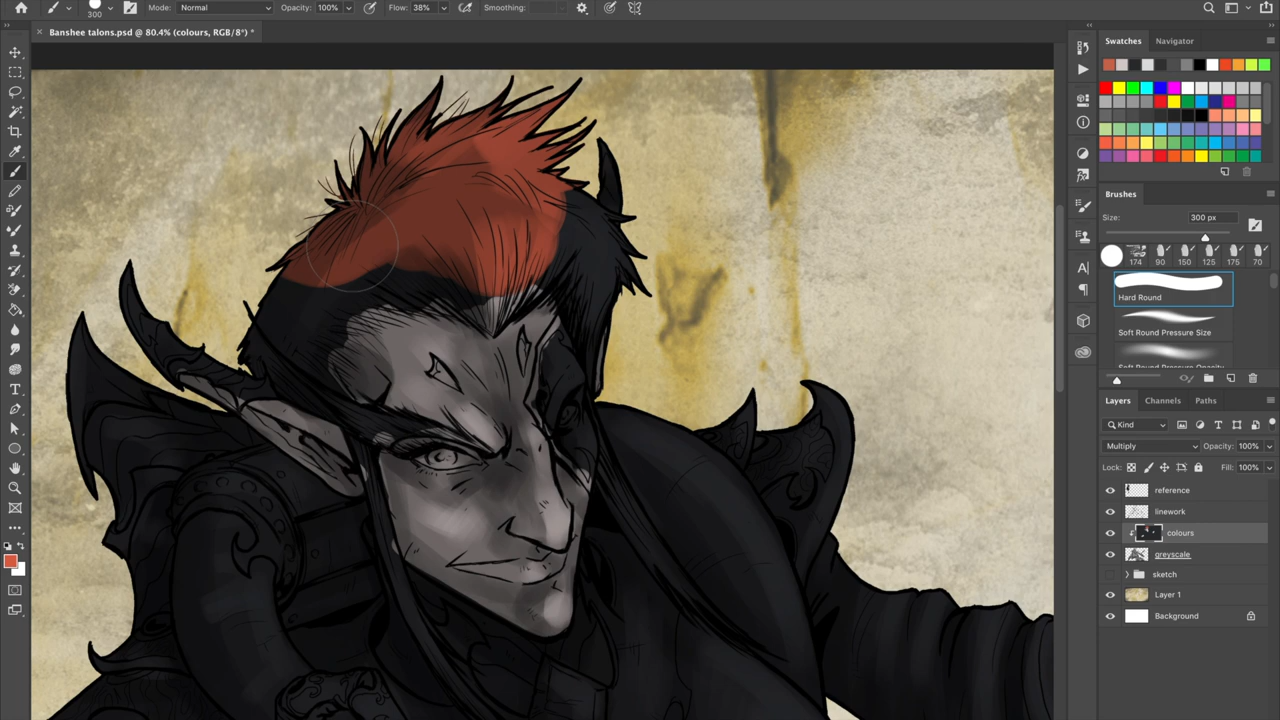 300 Mode: Normal Opacity: 100% Flow: 38% Smoothing:
Banshee talons.psd @ 80.4% (colours, RGB/8*) *
Swatches Navigator
Brushes
Size: 300 px
174 90 150 125 175 70
Hard Round
Soft Round Pressure Size
Layers Channels Paths
Kind
Multiply Opacity: 100%
Lock: Fill: 100%
reference
linework
colours
greyscale
sketch
Layer 1
Background